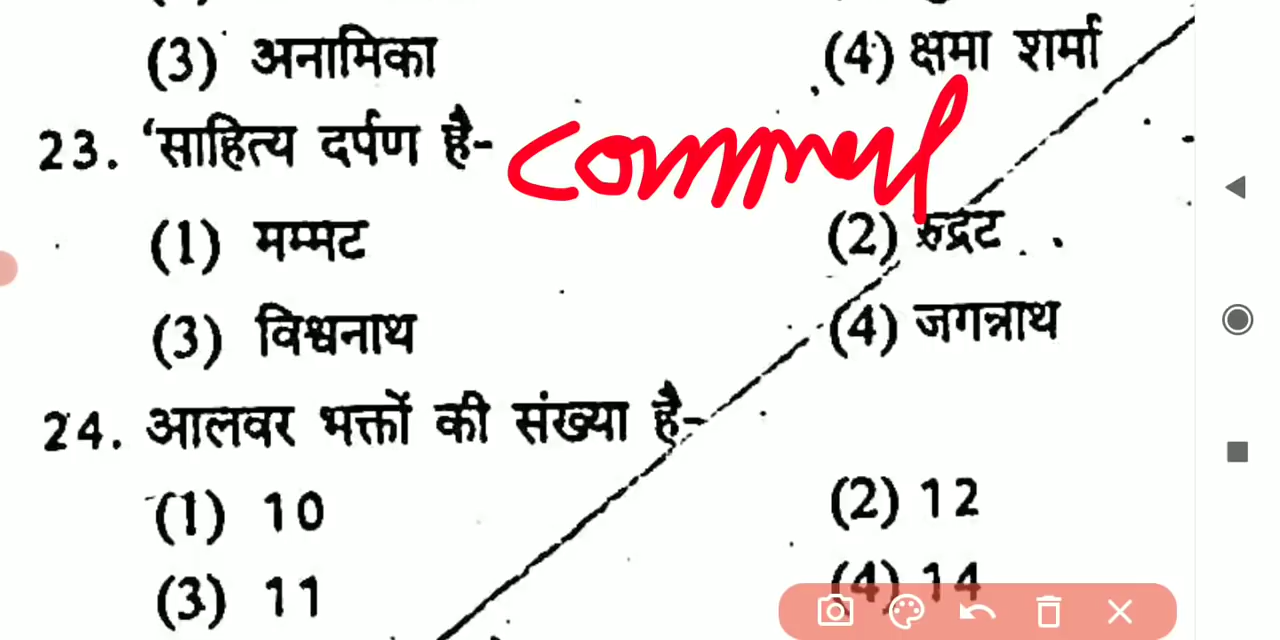 (3) अनामिका (4) क्षमा शर्मा
23. ‘साहित्य दर्पण है-
(1) मम्मट (2) रुद्रट
(3) विश्वनाथ (4) जगन्नाथ
24. आलवर भक्तों की संख्या है-
(1) 10 (2) 12
(3) 11 (4) 14